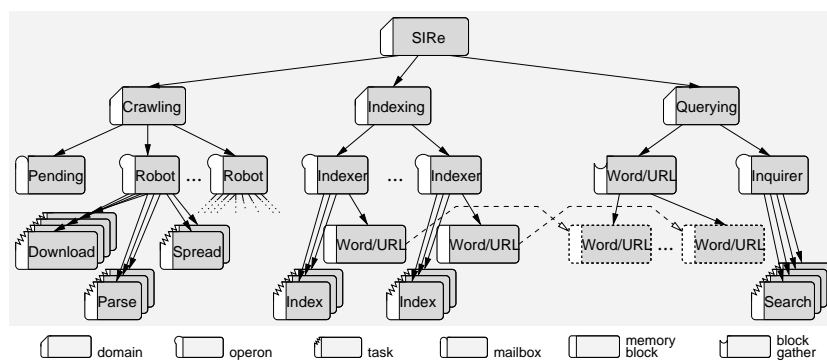 SIRe
Crawling Indexing Querying
Pending Robot ... Robot Indexer ... Indexer Word/URL Inquirer
Download Spread Word/URL Word/URL Word/URL ... Word/URL
Parse Index Index Search
domain operon task mailbox memory block block gather